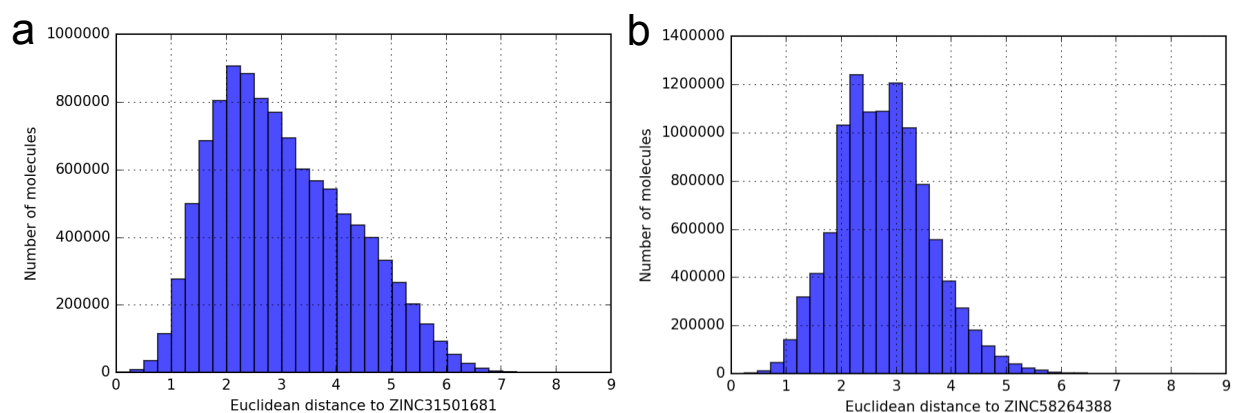 a
1000000
800000
600000
400000
200000
0
Number of molecules
0 1 2 3 4 5 6 7 8 9
Euclidean distance to ZINC31501681
b
1400000
1200000
1000000
800000
600000
400000
200000
0
Number of molecules
0 1 2 3 4 5 6 7 8 9
Euclidean distance to ZINC58264388